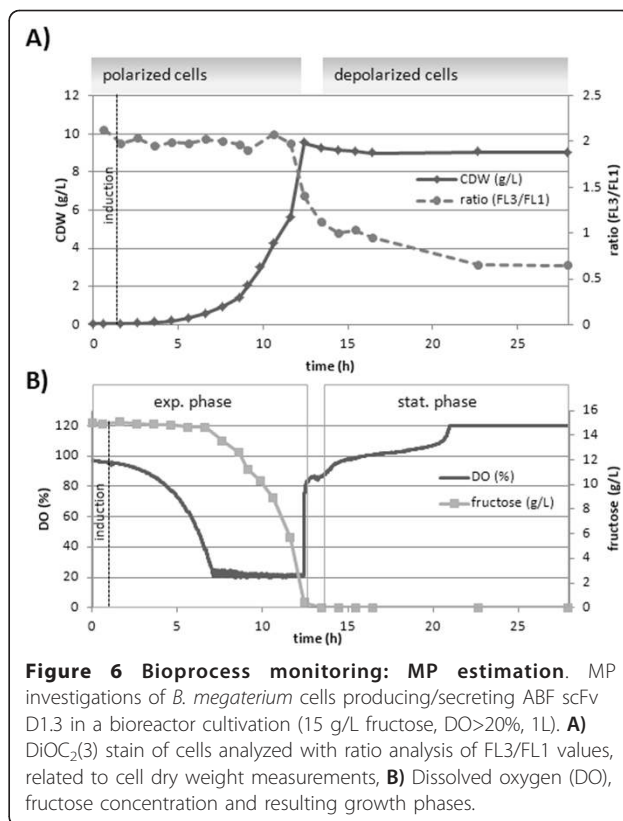 A)
polarized cells
depolarized cells
12
10
8
6
4
2
0
CDW (g/L)
induction
CDW (g/L)
ratio (FL3/FL1)
2.5
2
1.5
1
0.5
0
ratio (FL3/FL1)
0
5
10
15
20
25
time (h)
B)
exp. phase
stat. phase
120
100
80
60
40
20
0
DO (%)
induction
DO (%)
fructose (g/L)
16
14
12
10
8
6
4
2
0
fructose (g/L)
0
5
10
15
20
25
time (h)
Figure 6 Bioprocess monitoring: MP estimation. MP
investigations of B. megaterium cells producing/secreting ABF scFv
D1.3 in a bioreactor cultivation (15 g/L fructose, DO>20%, 1L). A)
DiOC₂(3) stain of cells analyzed with ratio analysis of FL3/FL1 values,
related to cell dry weight measurements, B) Dissolved oxygen (DO),
fructose concentration and resulting growth phases.